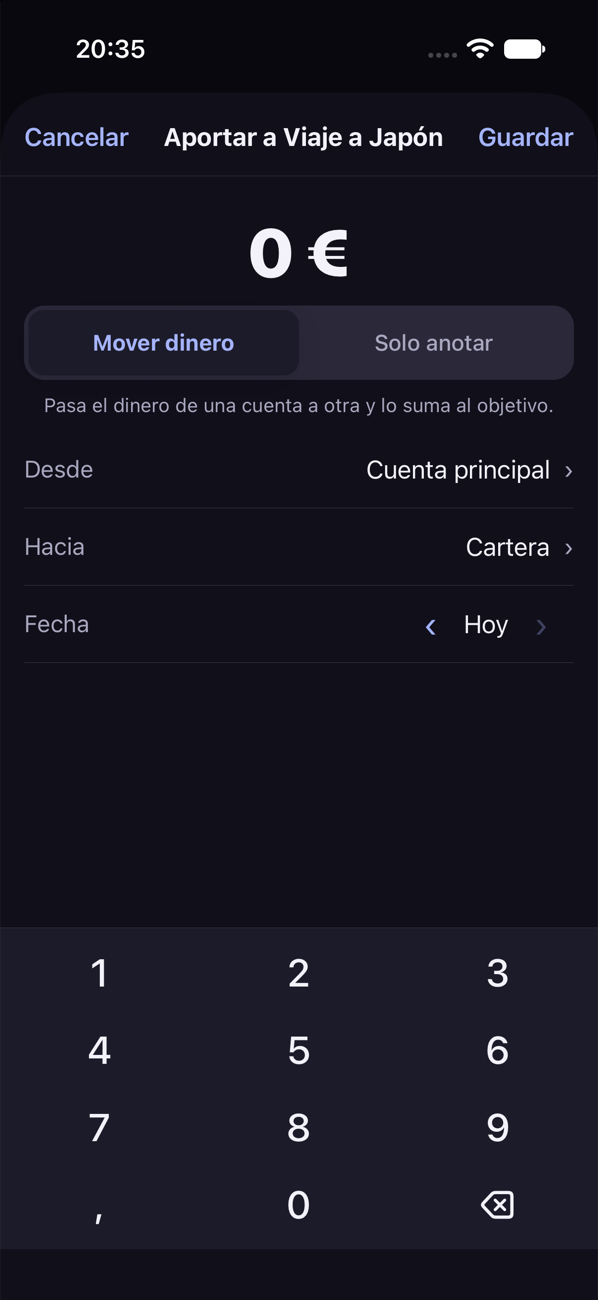 20:35
Cancelar Aportar a Viaje a Japón Guardar
0 €
Mover dinero Solo anotar
Pasa el dinero de una cuenta a otra y lo suma al objetivo.
Desde Cuenta principal ›
Hacia Cartera ›
Fecha ‹ Hoy ›
1 2 3
4 5 6
7 8 9
, 0